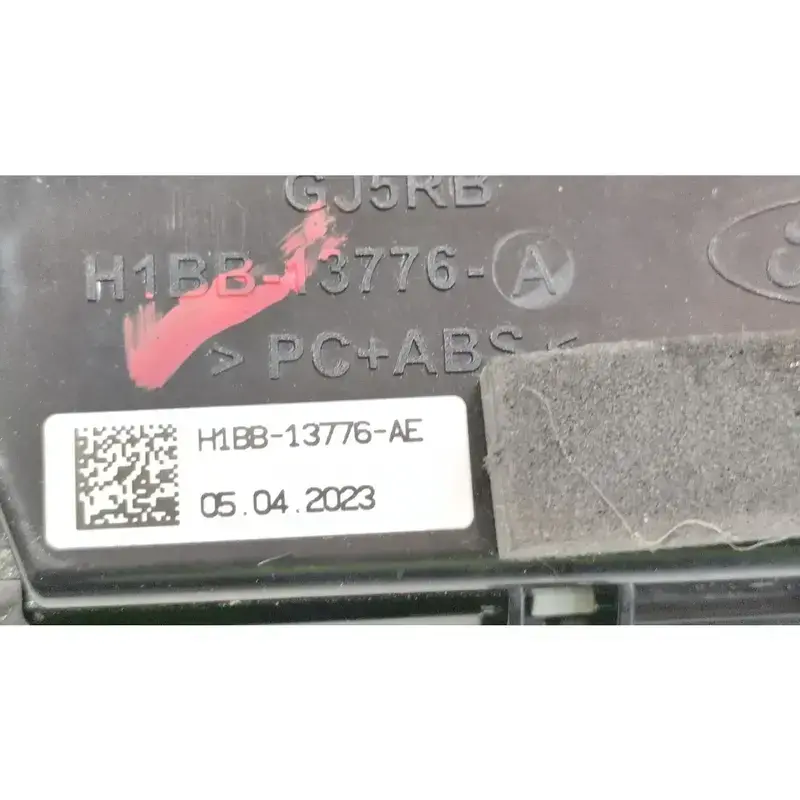 GJ5RB
H1BB-13776-A
> PC+ABS <
H1BB-13776-AE
05.04.2023